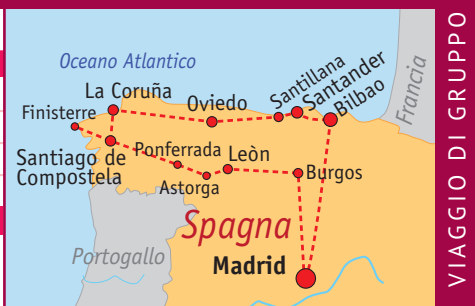 Oceano Atlantico
La Coruña
Oviedo
Santillana
Santander
Bilbao
Francia
Finisterre
Santiago de
Compostela
Ponferrada
Leòn
Astorga
Burgos
Spagna
Portogallo
Madrid
VIAGGIO DI GRUPPO